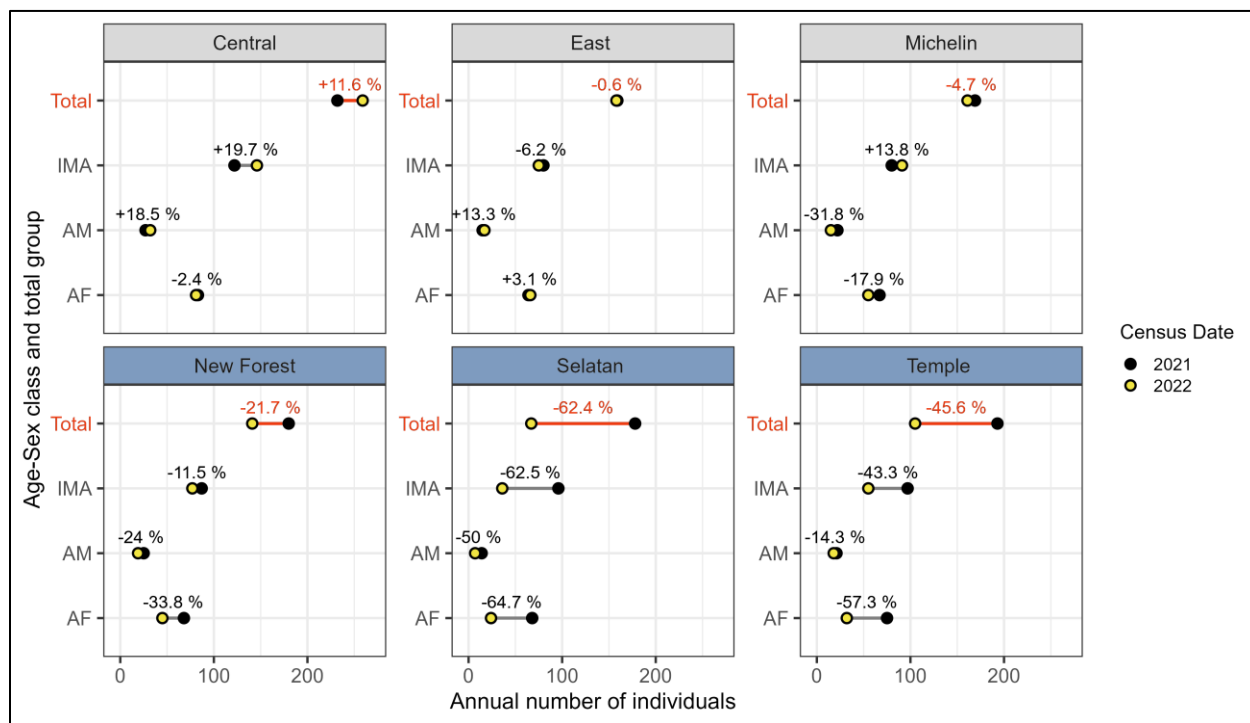 Central
East
Michelin
Total
+11.6 %
-0.6 %
-4.7 %
IMA
+19.7 %
-6.2 %
+13.8 %
AM
+18.5 %
+13.3 %
-31.8 %
AF
-2.4 %
+3.1 %
-17.9 %
New Forest
Selatan
Temple
Total
-21.7 %
-62.4 %
-45.6 %
IMA
-11.5 %
-62.5 %
-43.3 %
AM
-24 %
-50 %
-14.3 %
AF
-33.8 %
-64.7 %
-57.3 %
0 100 200
0 100 200
0 100 200
Annual number of individuals
Age-Sex class and total group
Census Date
2021
2022